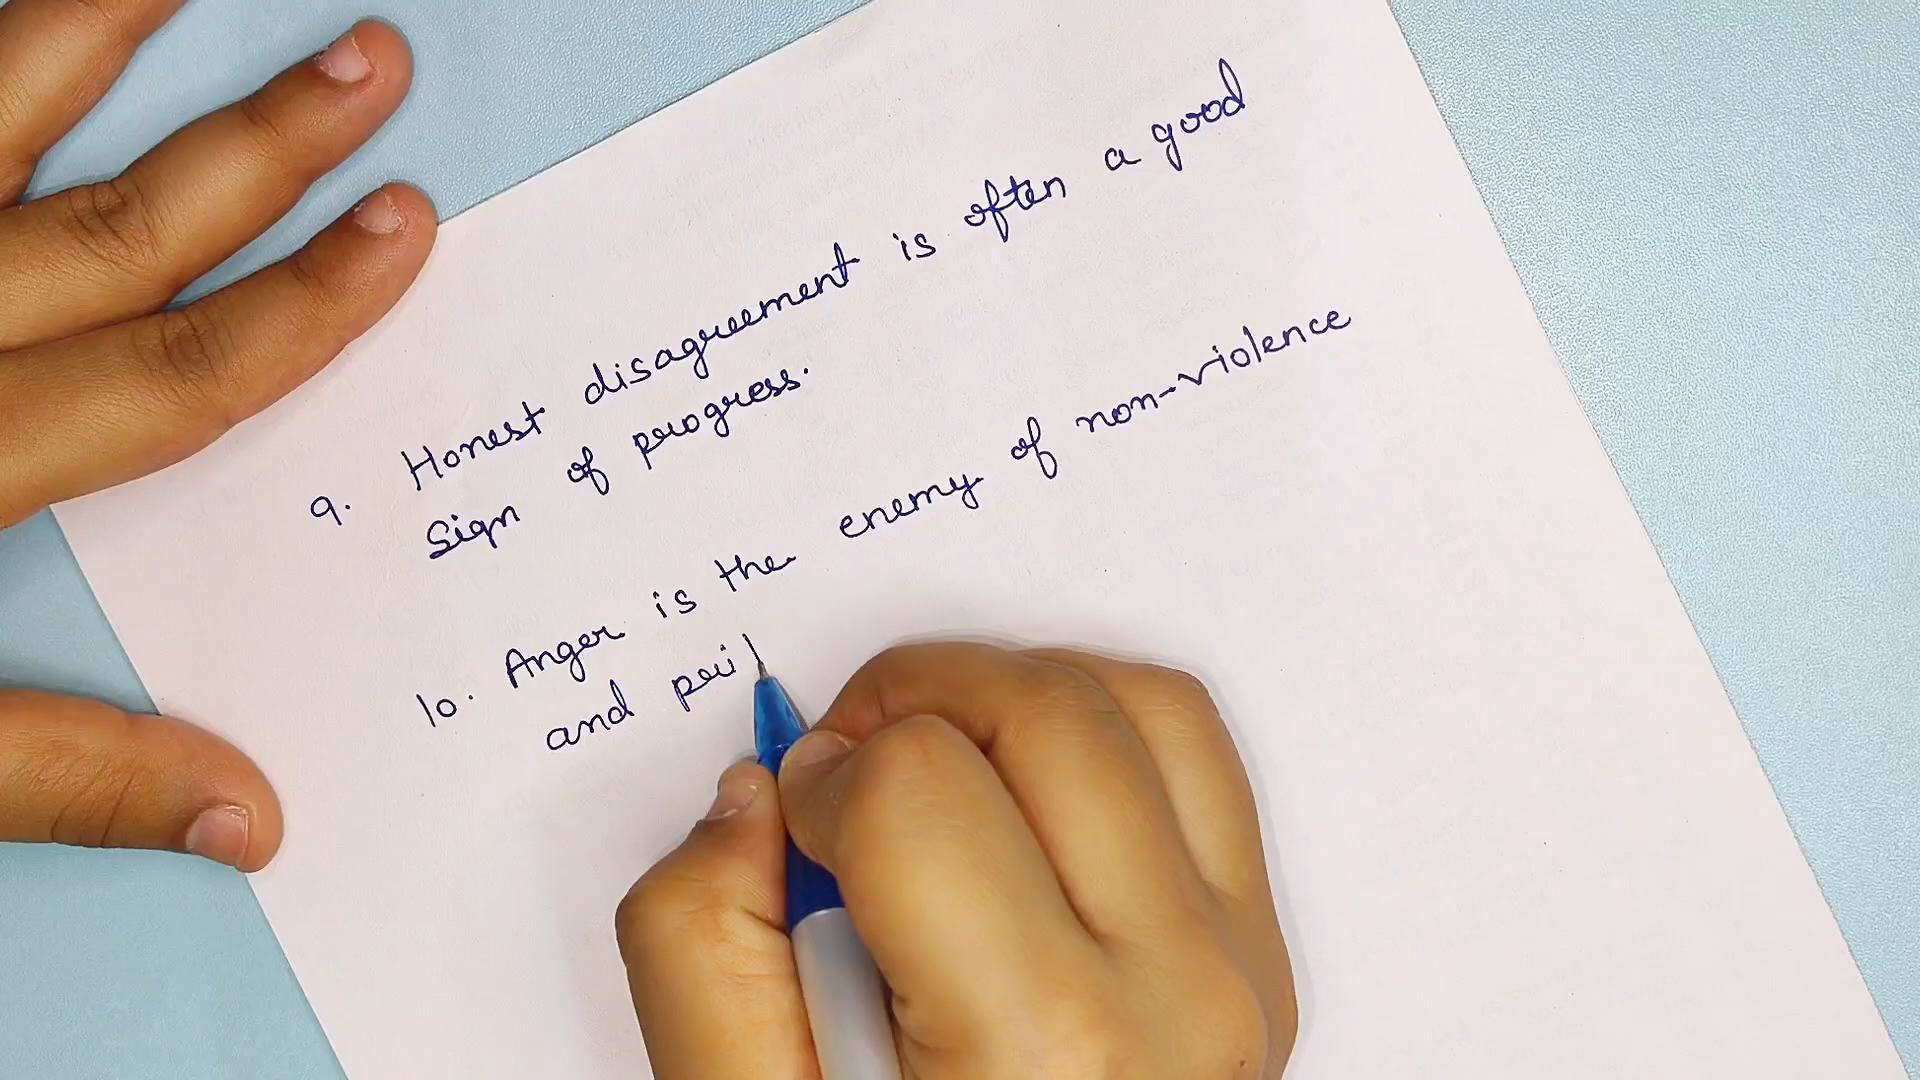 9. Honest disagreement is often a good
Sign of progress.
10. Anger is the enemy of non-violence
and